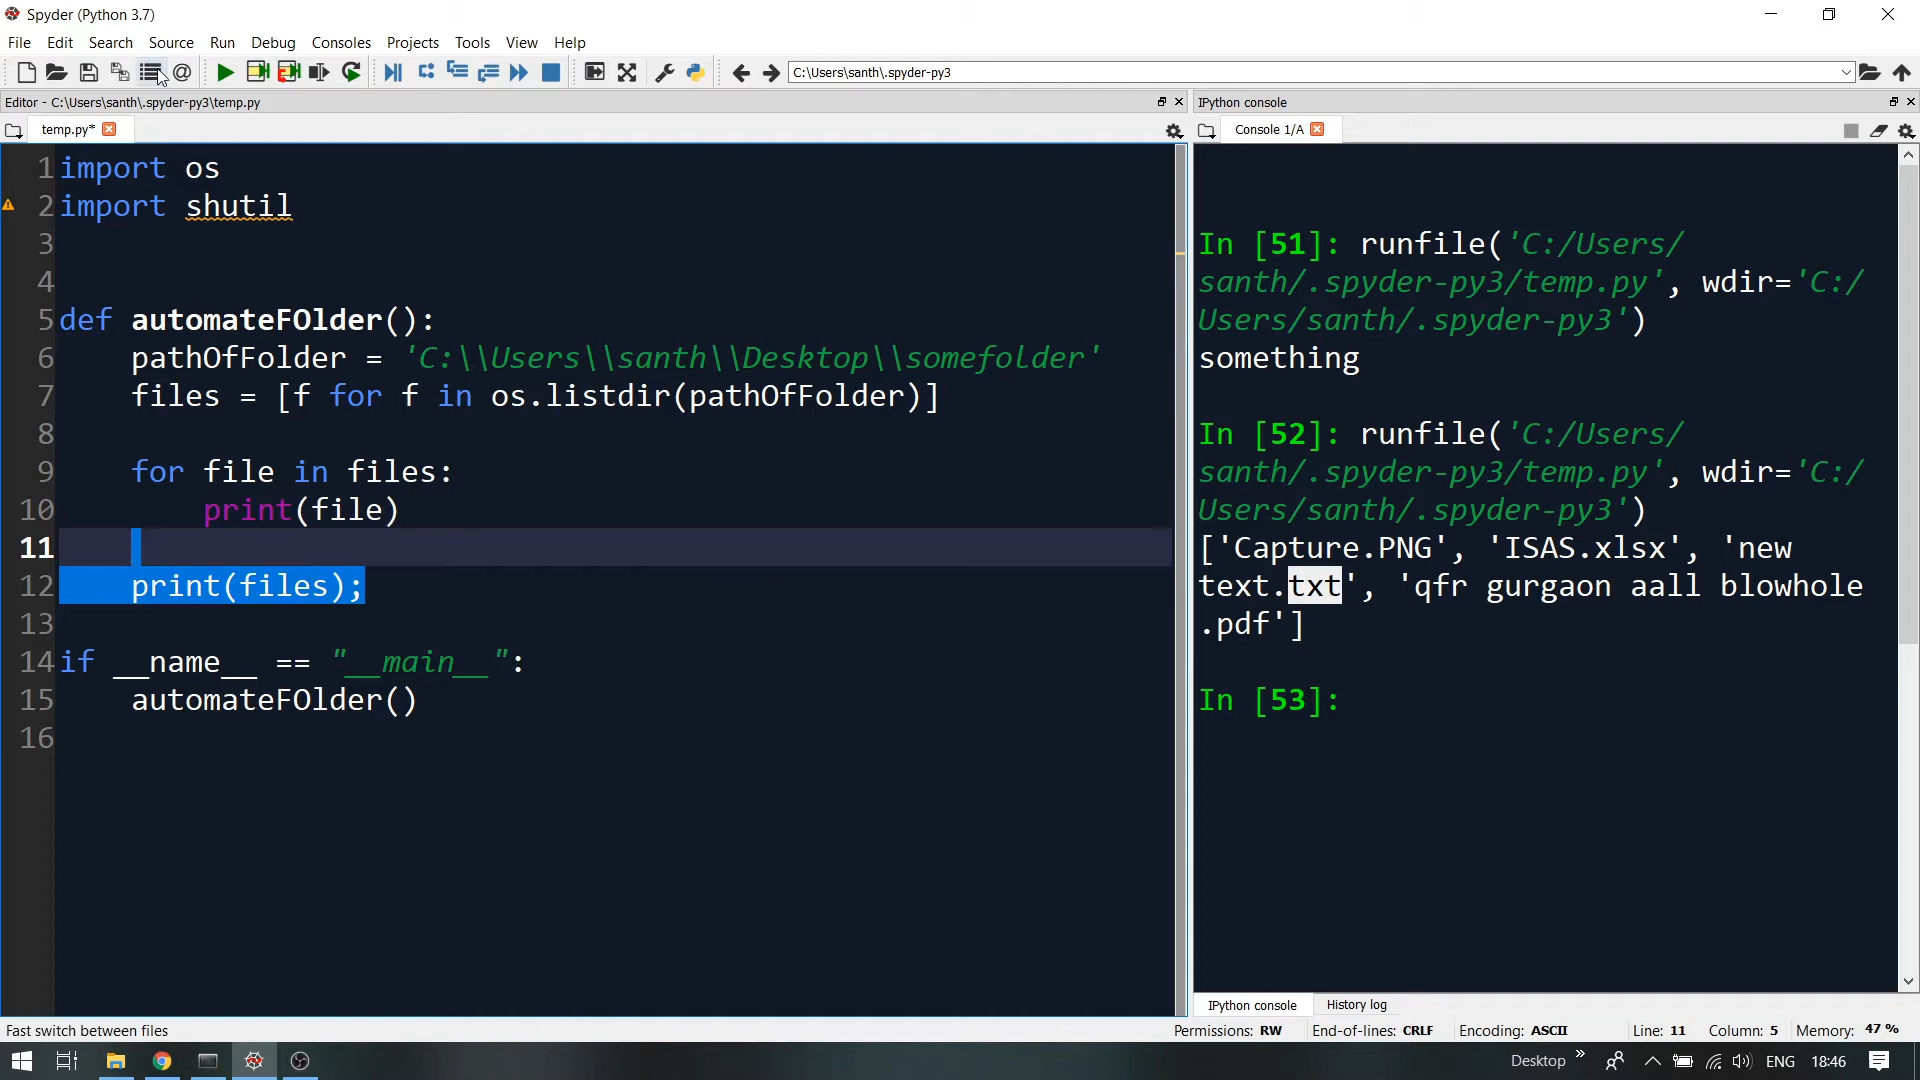 Spyder (Python 3.7)
File Edit Search Source Run Debug Consoles Projects Tools View Help
C:\Users\santh\.spyder-py3
Editor - C:\Users\santh\.spyder-py3\temp.py
temp.py*
1 import os
2 import shutil
3
4
5 def automateFOlder():
6 pathOfFolder = 'C:\\Users\\santh\\Desktop\\somefolder'
7 files = [f for f in os.listdir(pathOfFolder)]
8
9 for file in files:
10 print(file)
11
12 print(files);
13
14 if __name__ == "__main__":
15 automateFOlder()
16
IPython console
Console 1/A
In [51]: runfile('C:/Users/
santh/.spyder-py3/temp.py', wdir='C:/
Users/santh/.spyder-py3')
something
In [52]: runfile('C:/Users/
santh/.spyder-py3/temp.py', wdir='C:/
Users/santh/.spyder-py3')
['Capture.PNG', 'ISAS.xlsx', 'new
text.txt', 'qfr gurgaon aall blowhole
.pdf']
In [53]:
IPython console History log
Fast switch between files Permissions: RW End-of-lines: CRLF Encoding: ASCII Line: 11 Column: 5 Memory: 47 %
Desktop » ENG 18:46